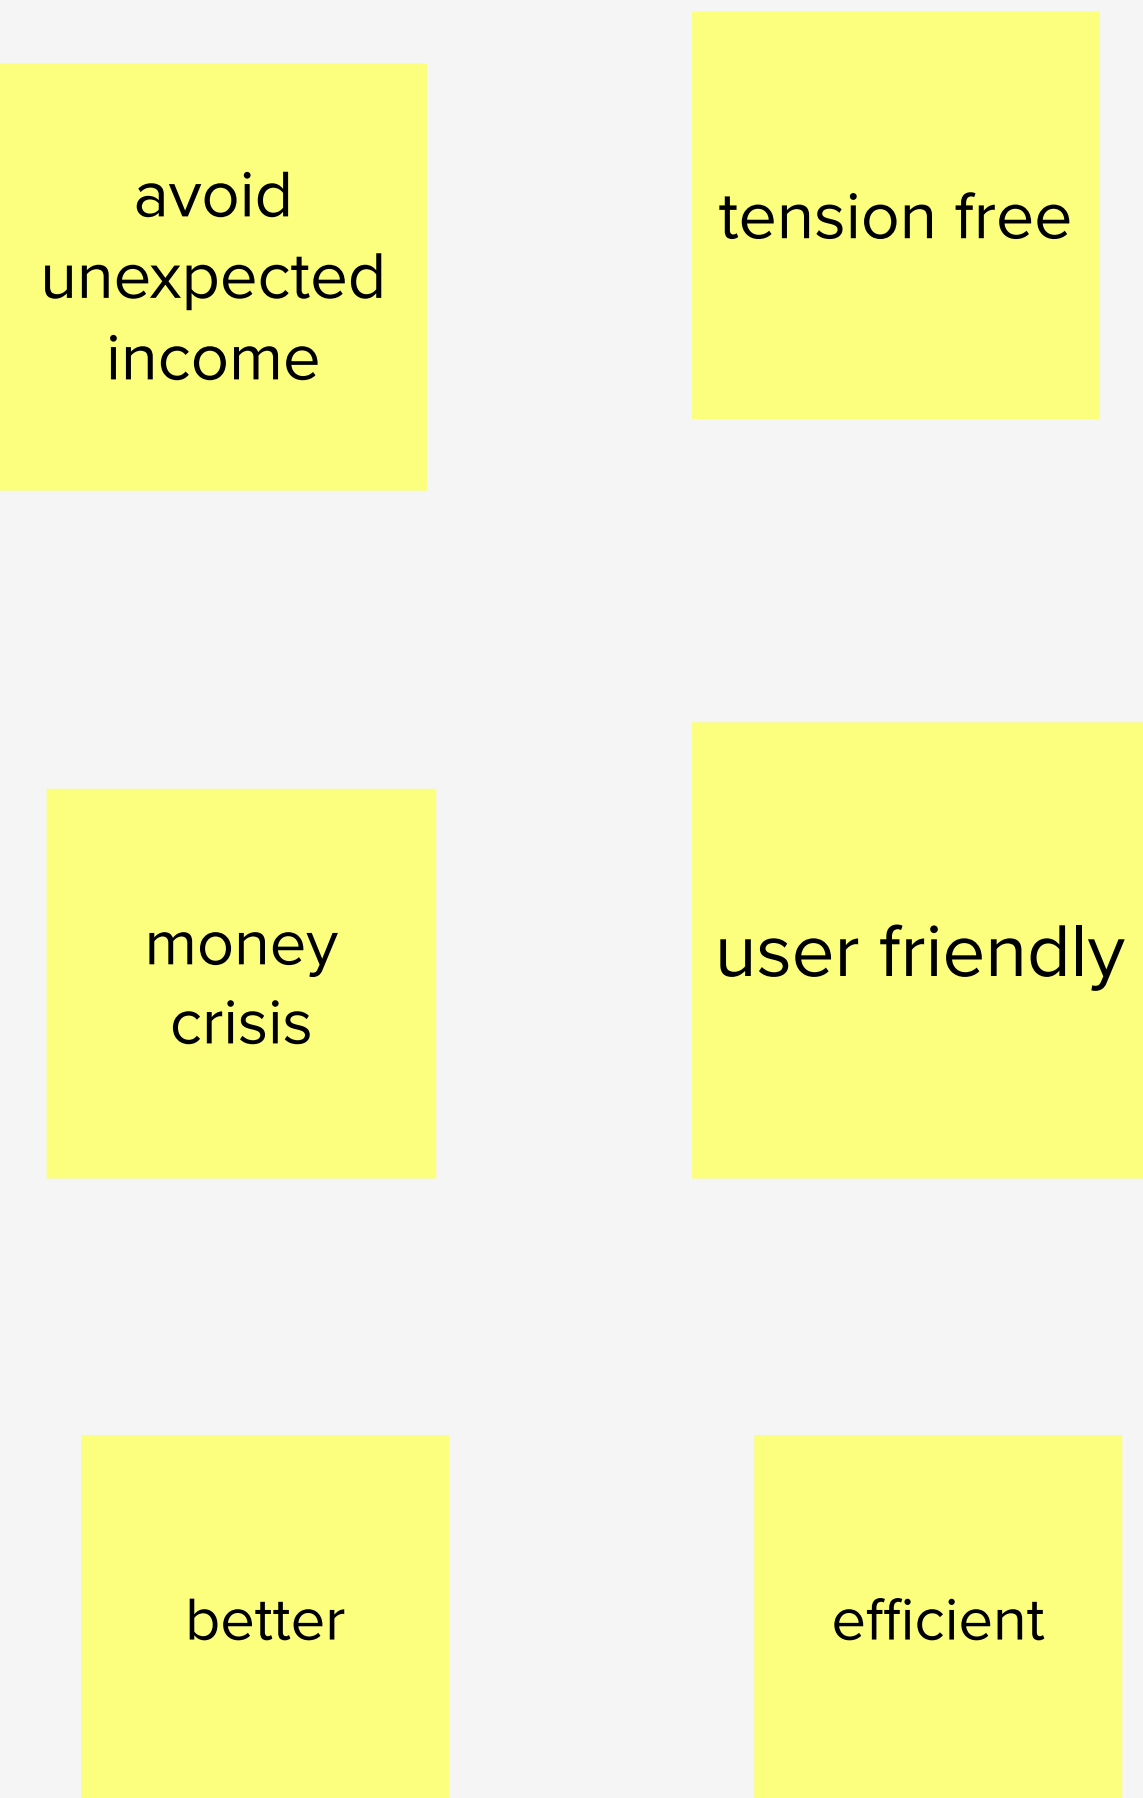 avoid
unexpected
income
tension free
money
crisis
user friendly
better
efficient